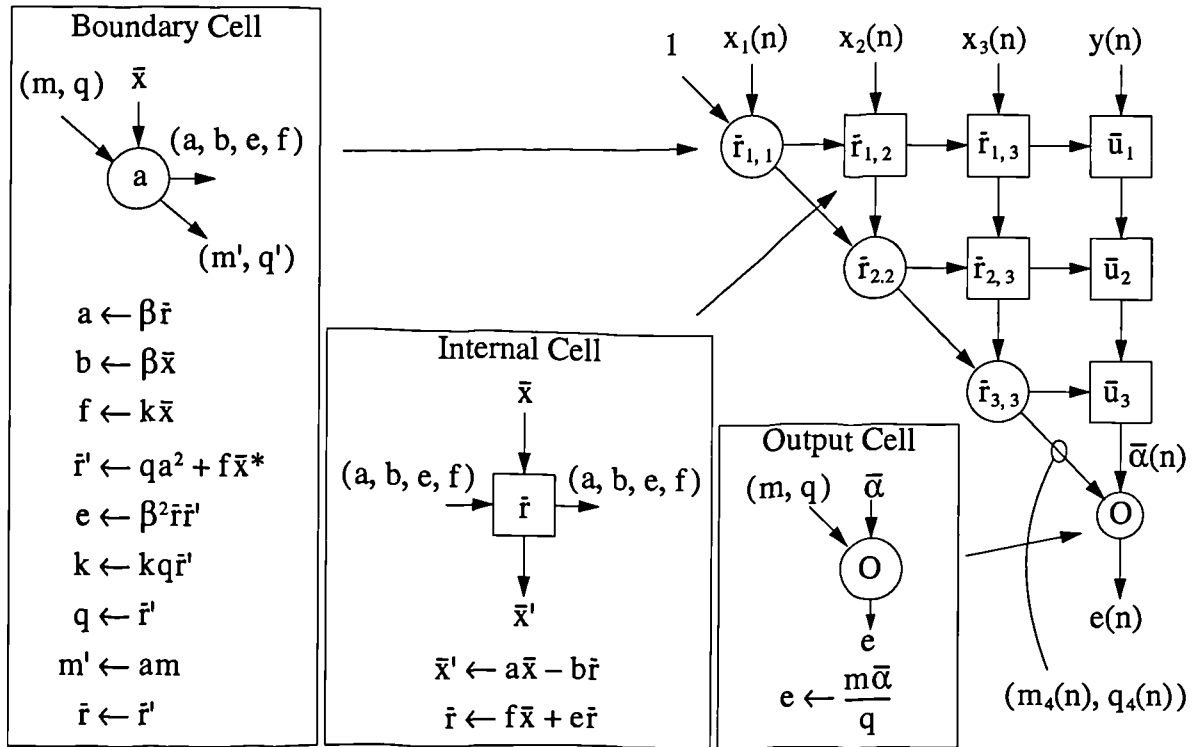 Boundary Cell
(m, q)
x̄
(a, b, e, f)
a
(m', q')
a ← βr̄
b ← βx̄
f ← kx̄
r̄' ← qa² + fx̄*
e ← β²r̄r̄'
k ← kqr̄'
q ← r̄'
m' ← am
r̄ ← r̄'
Internal Cell
x̄
(a, b, e, f)
(a, b, e, f)
r̄
x̄'
x̄' ← ax̄ − br̄
r̄ ← fx̄ + er̄
Output Cell
(m, q)
ᾱ
O
e
e ← mᾱ/q
1 x₁(n) x₂(n) x₃(n) y(n)
r̄₁,₁ r̄₁,₂ r̄₁,₃ ū₁
r̄₂.₂ r̄₂,₃ ū₂
r̄₃,₃ ū₃
ᾱ(n)
O
e(n)
(m₄(n), q₄(n))